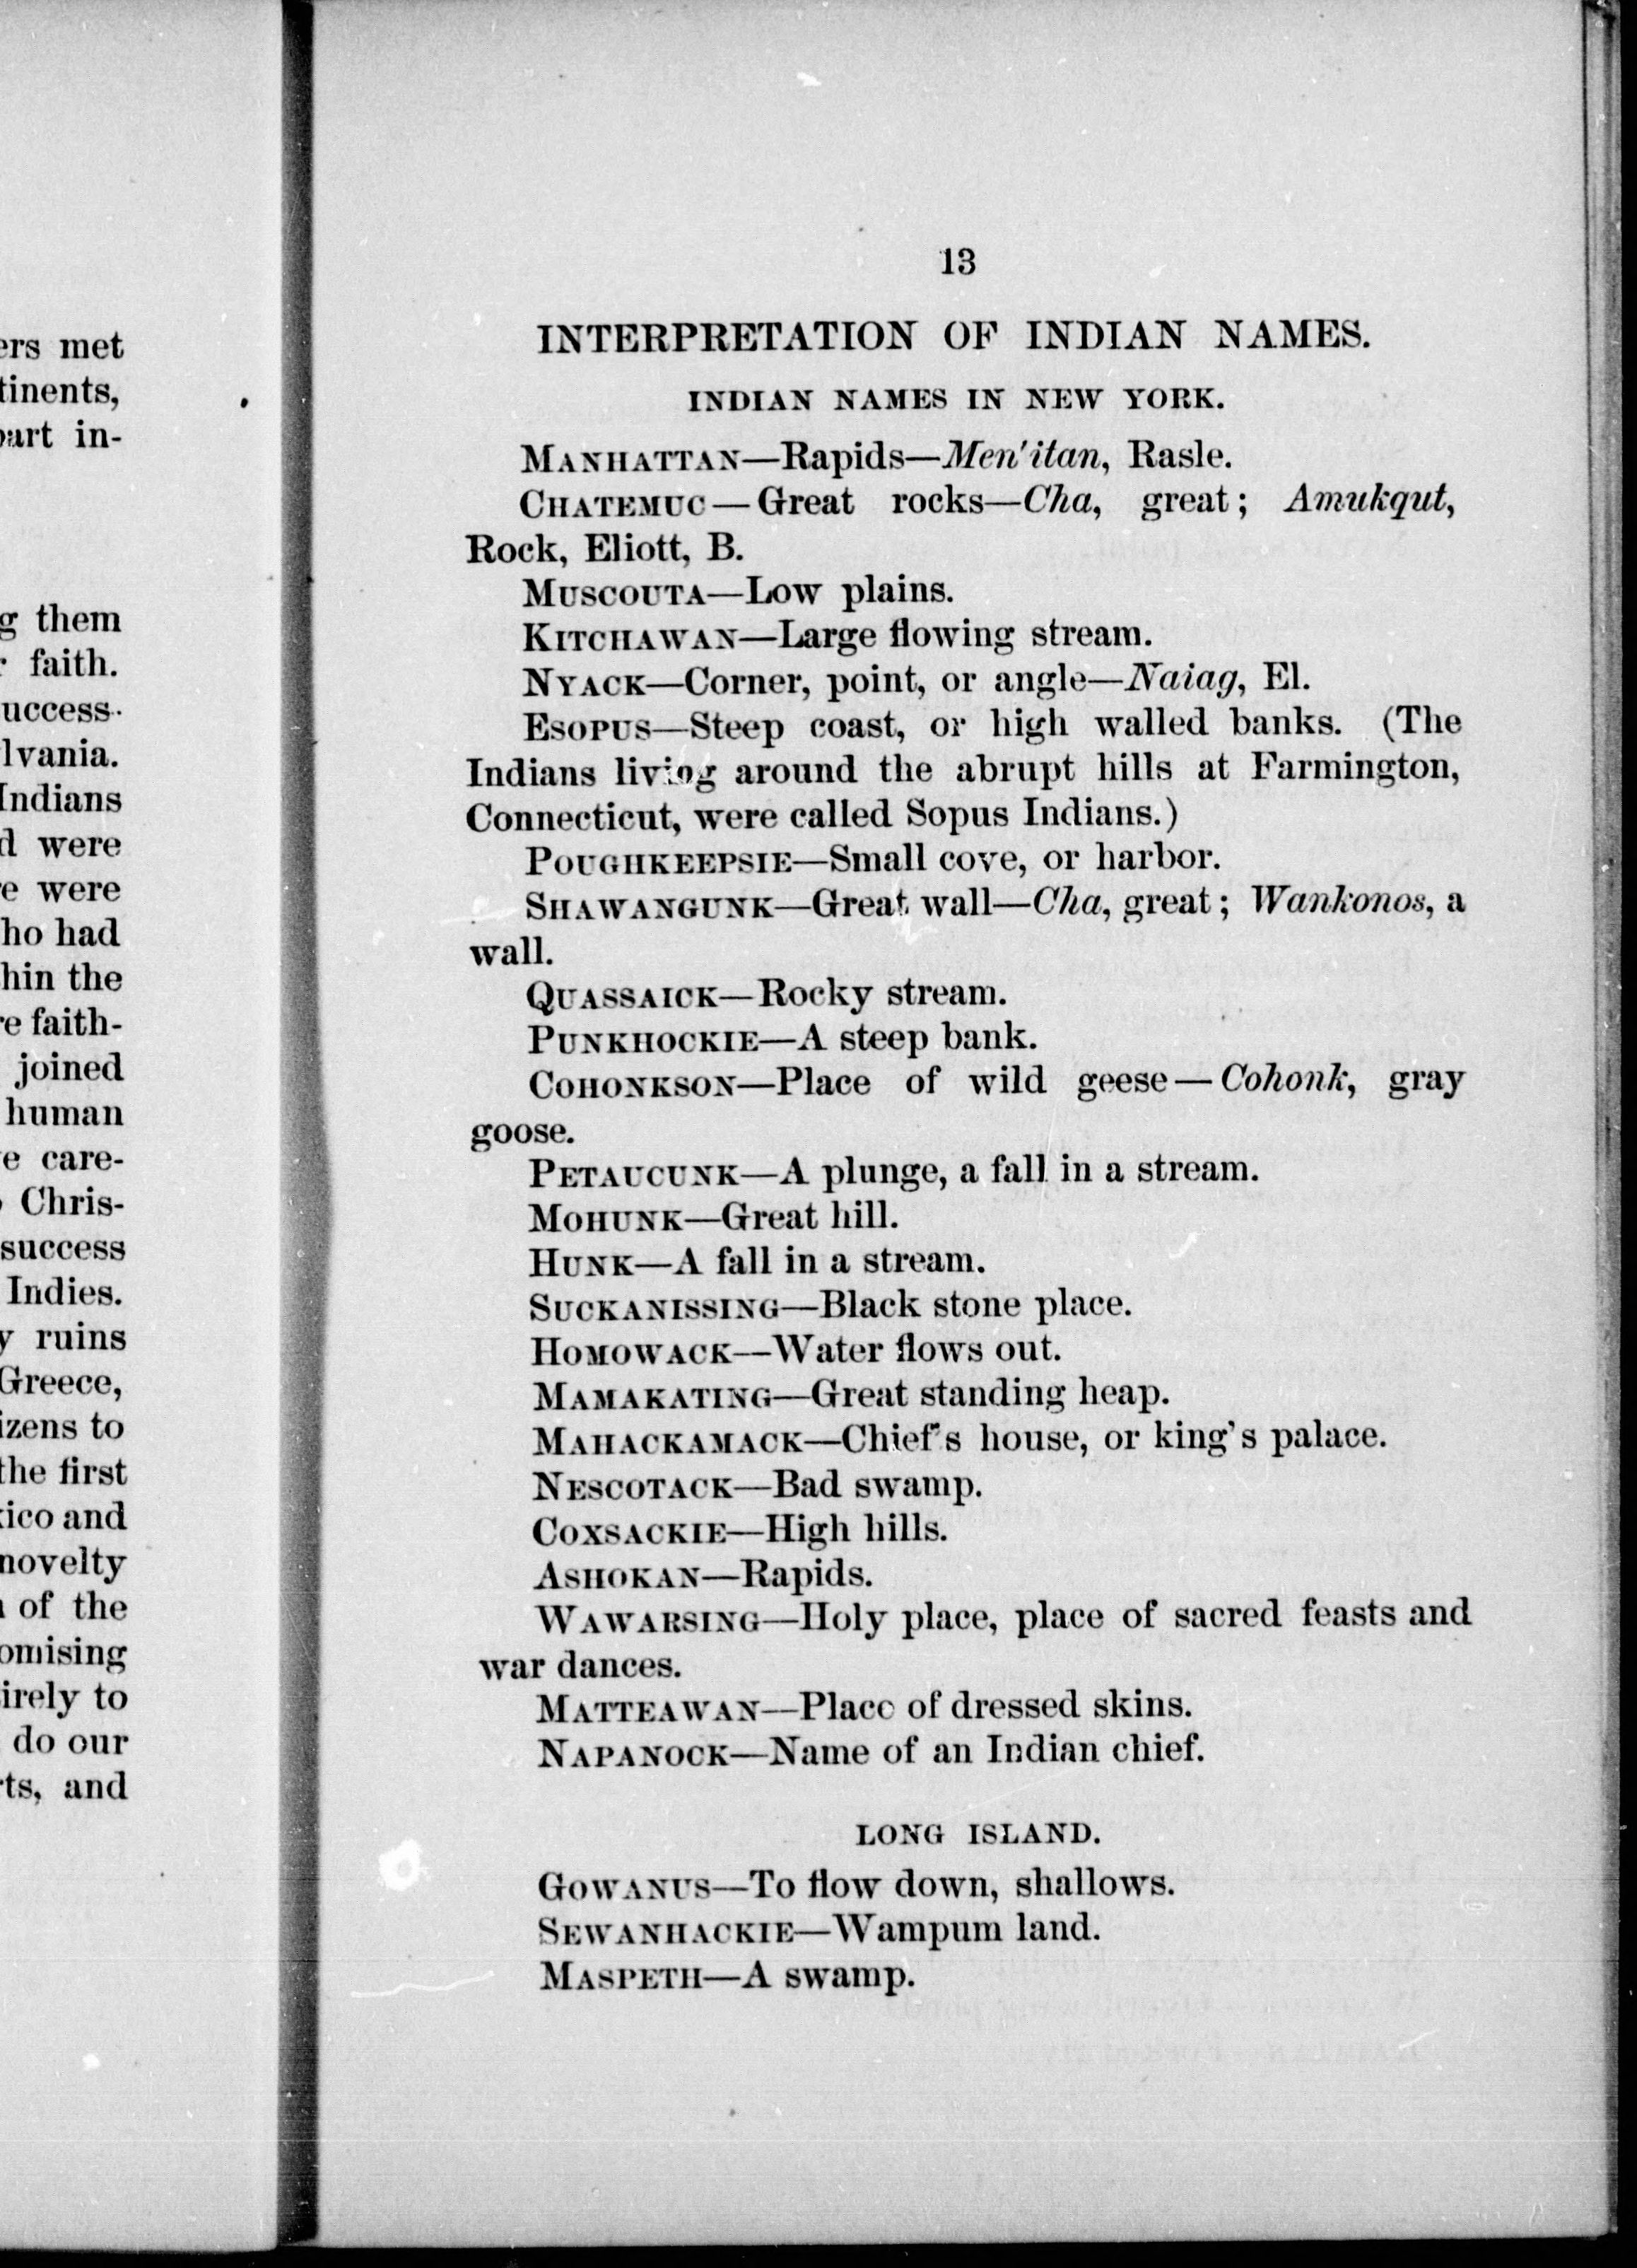 ers met
tinents,
part in-
g them
r faith.
uccess
lvania.
Indians
d were
e were
ho had
hin the
re faith-
joined
human
e care-
Chris-
success
Indies.
y ruins
Greece,
izens to
the first
ico and
novelty
n of the
omising
irely to
do our
rts, and
13
INTERPRETATION OF INDIAN NAMES.
INDIAN NAMES IN NEW YORK.
MANHATTAN—Rapids—Men'itan, Rasle.
CHATEMUC—Great rocks—Cha, great; Amukqut,
Rock, Eliott, B.
MUSCOUTA—Low plains.
KITCHAWAN—Large flowing stream.
NYACK—Corner, point, or angle—Naiag, El.
ESOPUS—Steep coast, or high walled banks. (The
Indians living around the abrupt hills at Farmington,
Connecticut, were called Sopus Indians.)
POUGHKEEPSIE—Small cove, or harbor.
SHAWANGUNK—Great wall—Cha, great; Wankonos, a
wall.
QUASSAICK—Rocky stream.
PUNKHOCKIE—A steep bank.
COHONKSON—Place of wild geese—Cohonk, gray
goose.
PETAUCUNK—A plunge, a fall in a stream.
MOHUNK—Great hill.
HUNK—A fall in a stream.
SUCKANISSING—Black stone place.
HOMOWACK—Water flows out.
MAMAKATING—Great standing heap.
MAHACKAMACK—Chief's house, or king's palace.
NESCOTACK—Bad swamp.
COXSACKIE—High hills.
ASHOKAN—Rapids.
WAWARSING—Holy place, place of sacred feasts and
war dances.
MATTEAWAN—Place of dressed skins.
NAPANOCK—Name of an Indian chief.
LONG ISLAND.
GOWANUS—To flow down, shallows.
SEWANHACKIE—Wampum land.
MASPETH—A swamp.